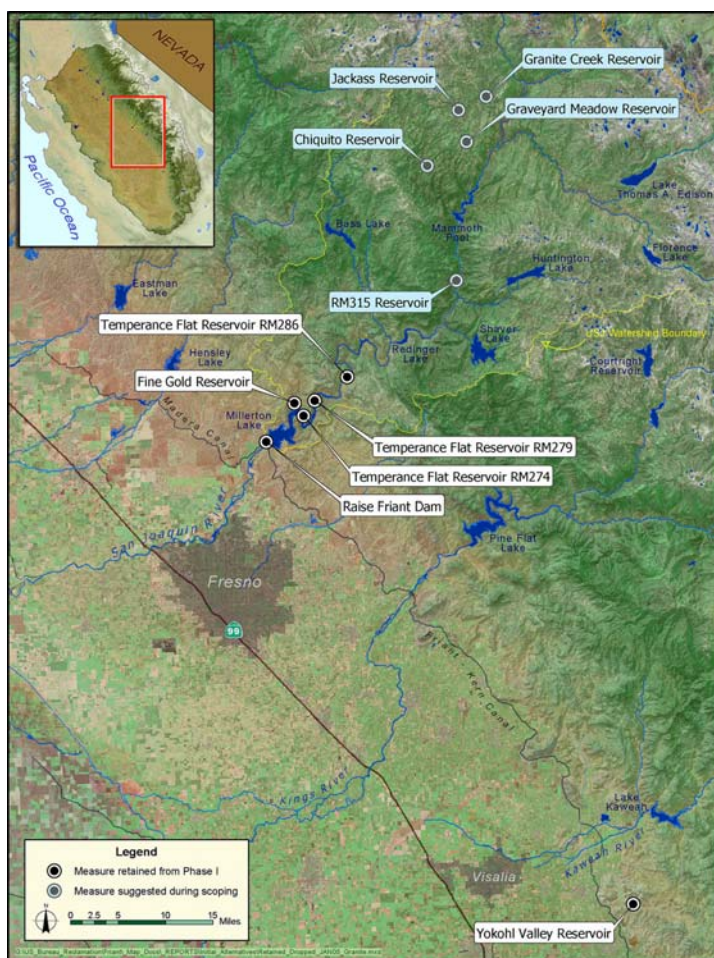 NEVADA
Pacific Ocean
Granite Creek Reservoir
Jackass Reservoir
Graveyard Meadow Reservoir
Chiquito Reservoir
Lake
Thomas A. Edison
Bass Lake
Mammoth
Pool
Florence
Lake
Huntington
Lake
Eastman
Lake
RM315 Reservoir
Temperance Flat Reservoir RM286
USJ Watershed Boundary
Shaver
Lake
Redinger
Lake
Hensley
Lake
Courtright
Reservoir
Fine Gold Reservoir
Madera Canal
Millerton
Lake
Temperance Flat Reservoir RM279
Temperance Flat Reservoir RM274
Raise Friant Dam
San Joaquin River
Pine Flat
Lake
Fresno
99
Friant Kern Canal
Kings River
Lake
Kaweah
Kaweah River
Visalia
Yokohl Valley Reservoir
Legend
Measure retained from Phase I
Measure suggested during scoping
N
0 2.5 5 10 15
Miles